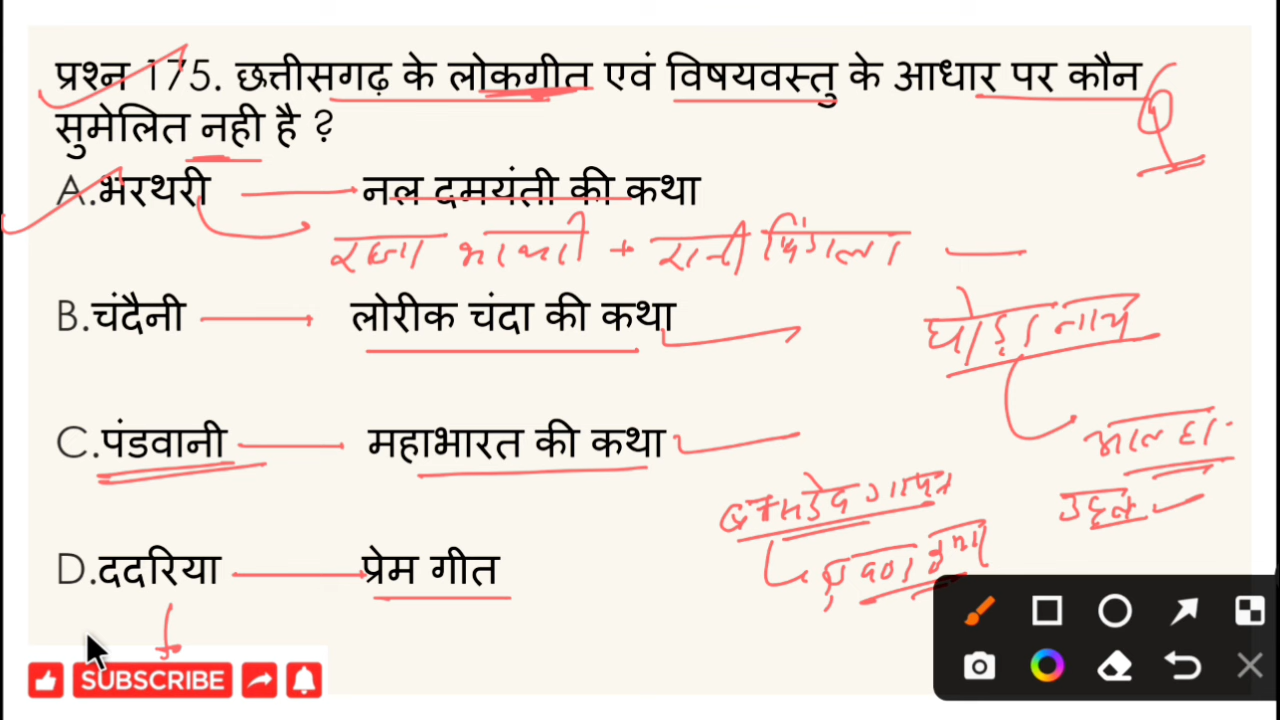 प्रश्न 175. छत्तीसगढ़ के लोकगीत एवं विषयवस्तु के आधार पर कौन
सुमेलित नही है ?
A.भरथरी नल दमयंती की कथा
रानी पिंगला
B.चंदैनी लोरीक चंदा की कथा
घोड़ा नाच
C.पंडवानी महाभारत की कथा
D.ददरिया प्रेम गीत
SUBSCRIBE